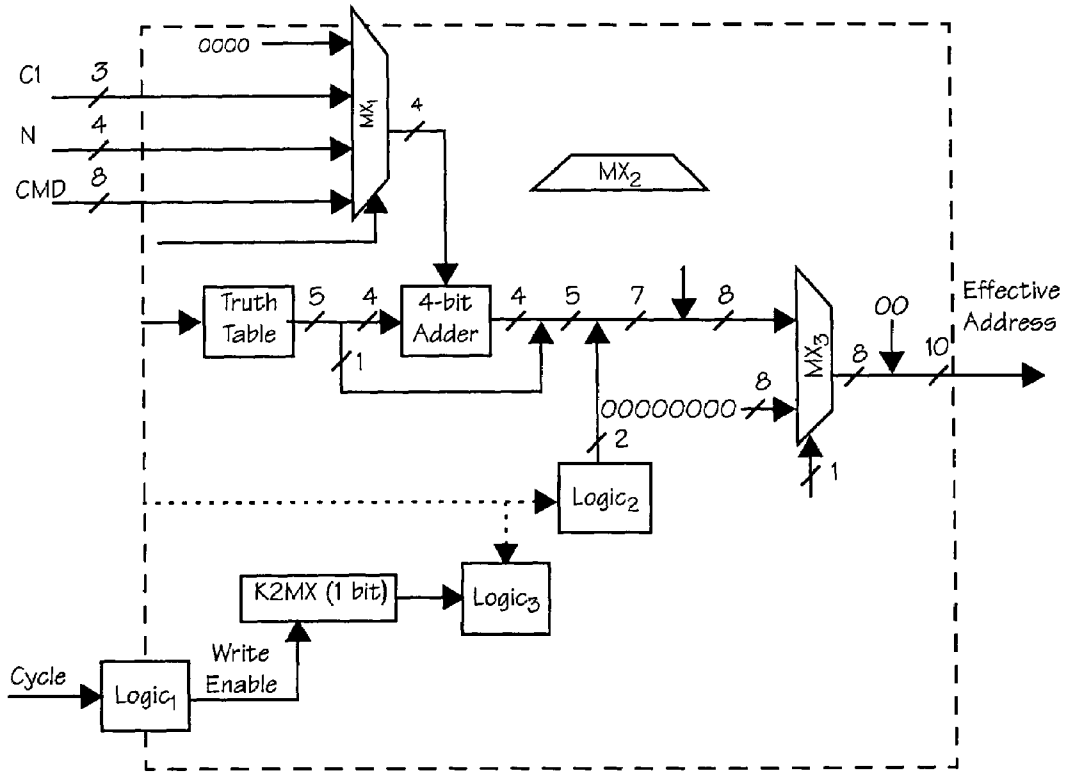 0000
C1 3
N 4
CMD 8
MX1
4
MX2
Truth
Table
5
4
1
4-bit
Adder
4
5
7
1
8
00000000
8
MX3
1
8
00
10
Effective
Address
2
Logic2
K2MX (1 bit)
Logic3
Write
Enable
Cycle
Logic1